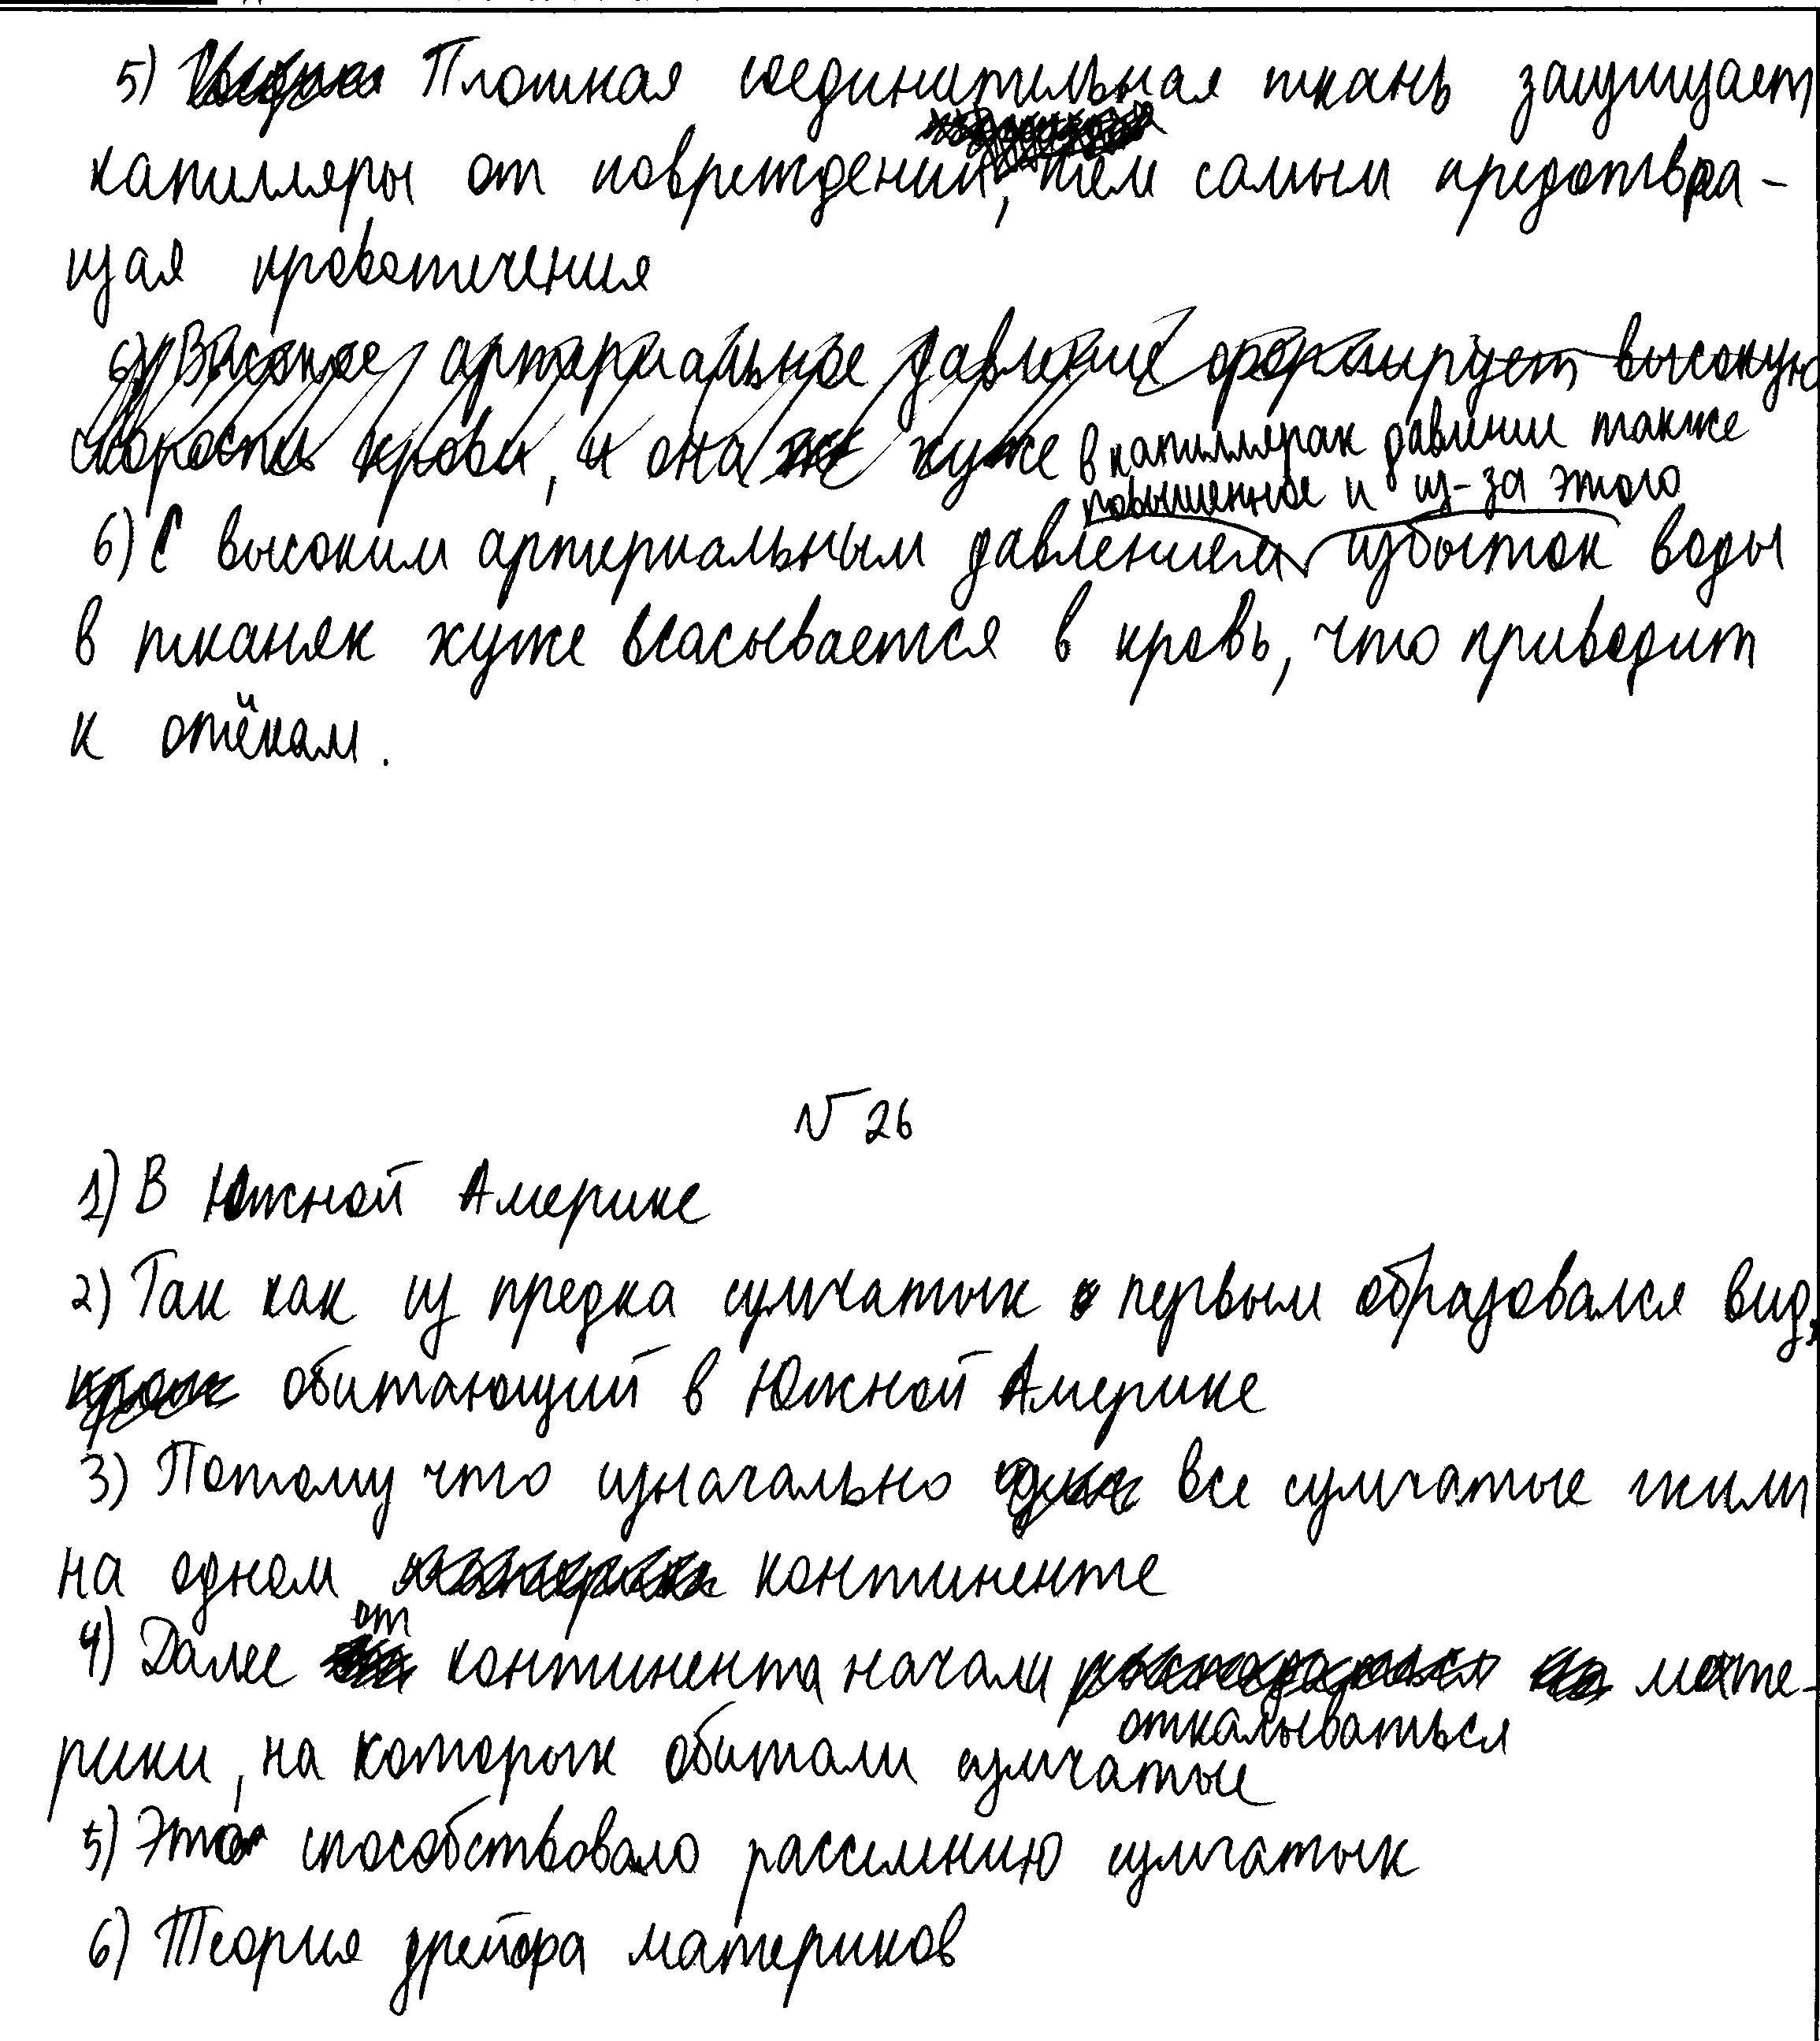 5) Плотная соединительная ткань защищает
капилляры от повреждений, тем самым предотвра-
щая кровотечения
6) Высокое артериальное давление формирует высокую
скорость крови, и она хуже
в капиллярах давление также
повышенное и из-за этого
6) С высоким артериальным давлением избыток воды
в тканях хуже всасывается в кровь, что приводит
к отёкам.
№ 26
1) В Южной Америке
2) Так как из предка сумчатых первым образовался вид,
обитающий в Южной Америке
3) Потому что изначально все сумчатые жили
на одном континенте
4) Далее от континента начали мате-
откалываться
рики, на которых обитали сумчатые
5) Это способствовало расселению сумчатых
6) Теория дрейфа материков